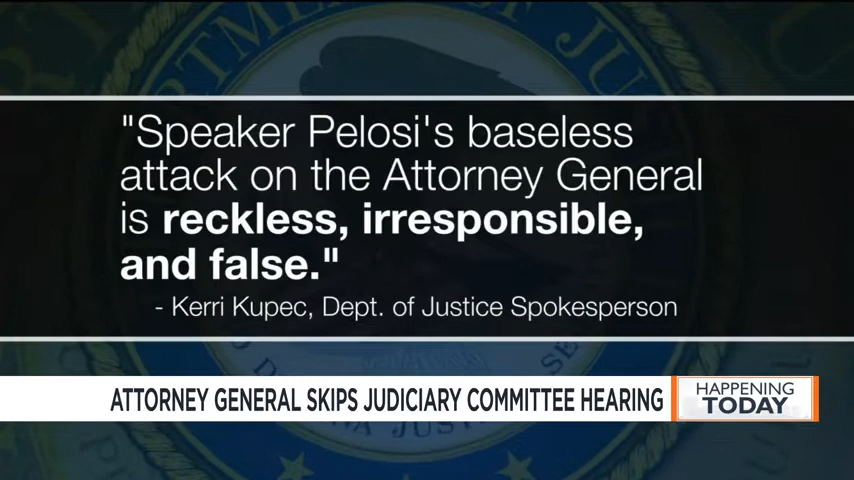 "Speaker Pelosi's baseless
attack on the Attorney General
is reckless, irresponsible,
and false."
- Kerri Kupec, Dept. of Justice Spokesperson
ATTORNEY GENERAL SKIPS JUDICIARY COMMITTEE HEARING
HAPPENING
TODAY